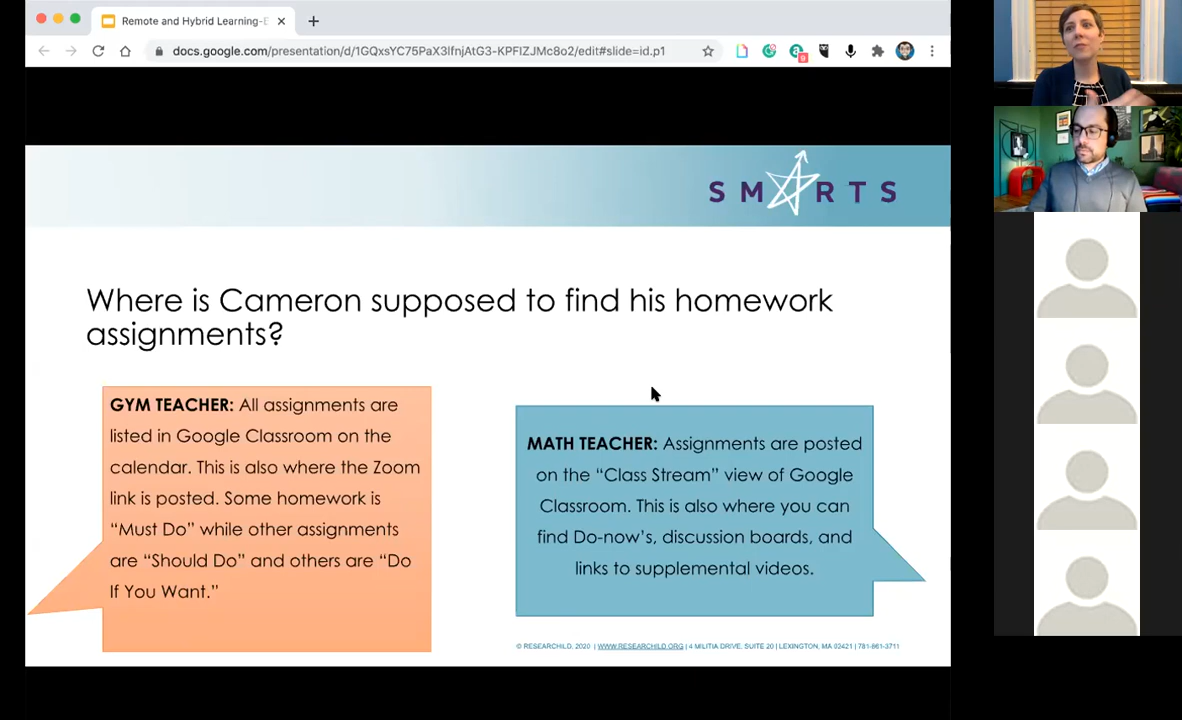 Remote and Hybrid Learning-E
docs.google.com/presentation/d/1GQxsYC75PaX3lfnjAtG3-KPFIZJMc8o2/edit#slide=id.p1
SMARTS
Where is Cameron supposed to find his homework
assignments?
GYM TEACHER: All assignments are
listed in Google Classroom on the
calendar. This is also where the Zoom
link is posted. Some homework is
“Must Do” while other assignments
are “Should Do” and others are “Do
If You Want.”
MATH TEACHER: Assignments are posted
on the “Class Stream” view of Google
Classroom. This is also where you can
find Do-now’s, discussion boards, and
links to supplemental videos.
© RESEARCHILD, 2020 | WWW.RESEARCHILD.ORG | 4 MILITIA DRIVE, SUITE 20 | LEXINGTON, MA 02421 | 781-861-3711